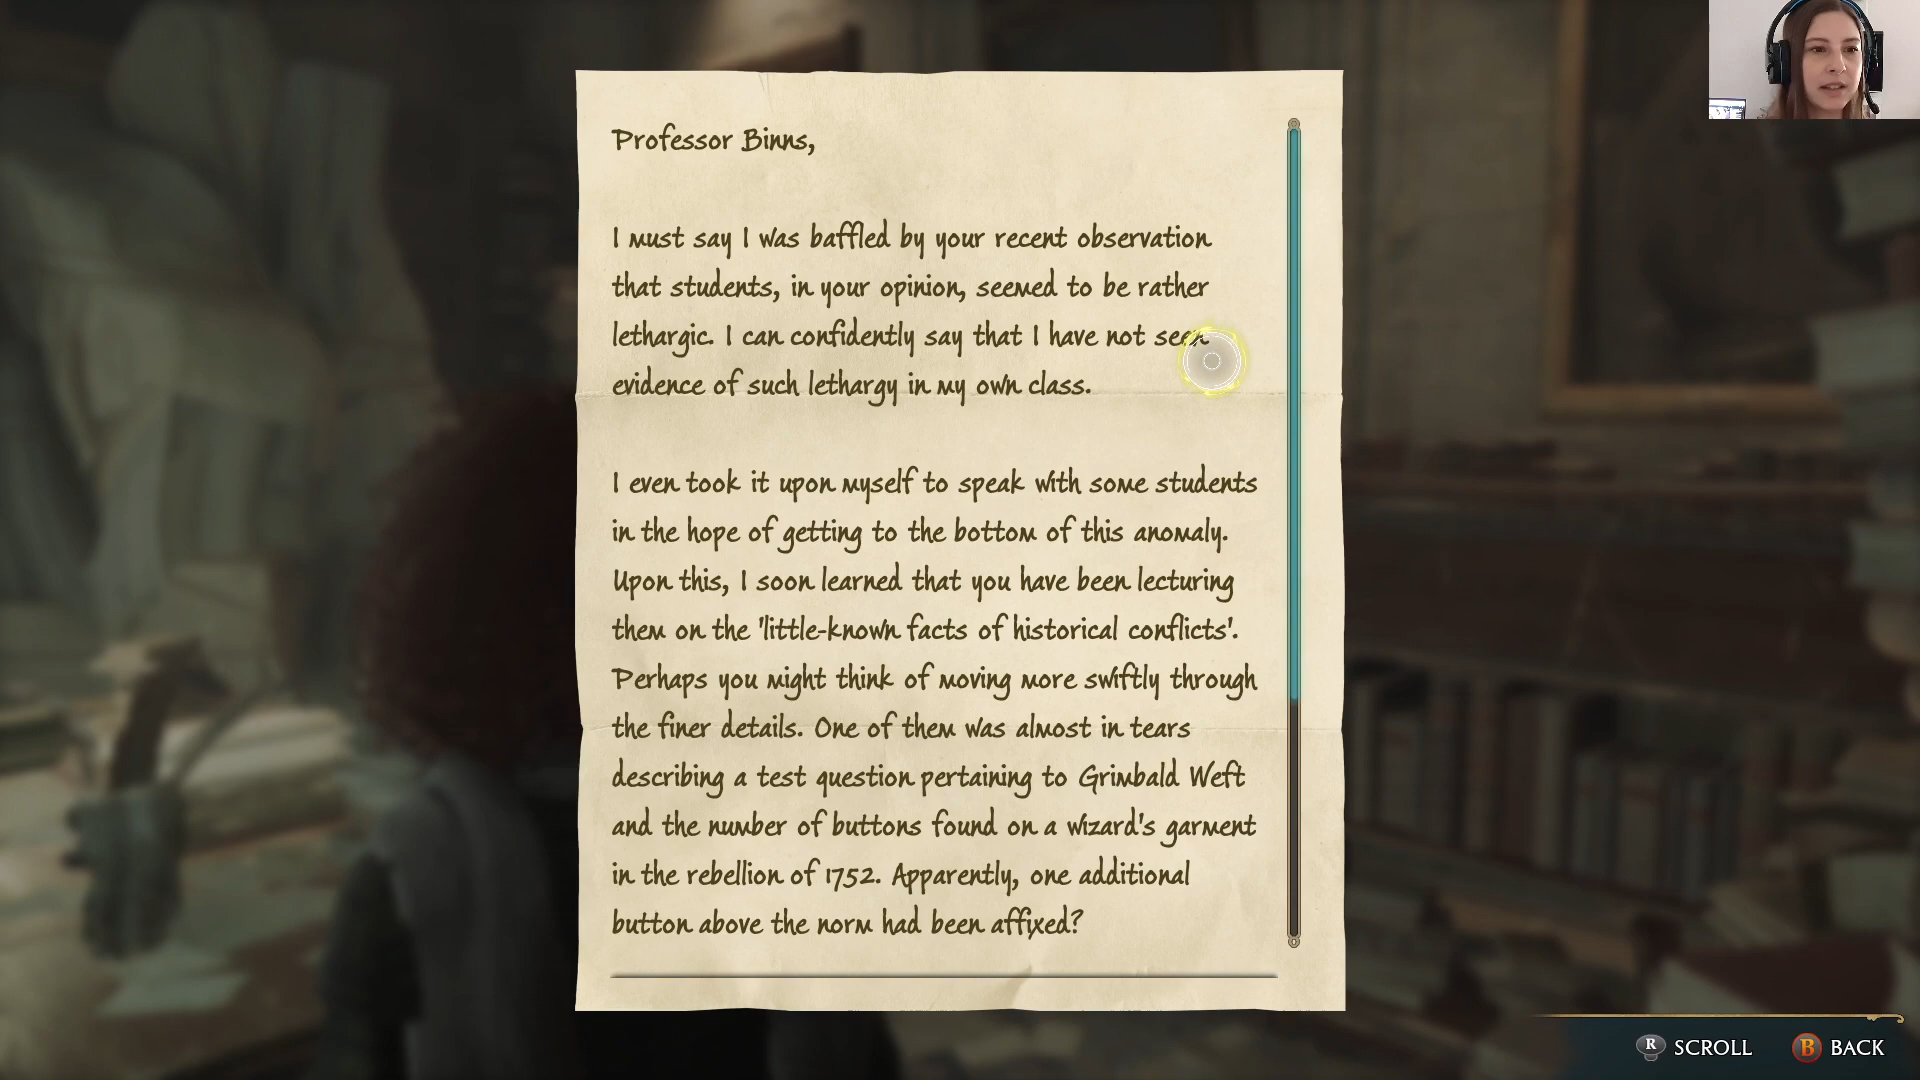 Professor Binns,
I must say I was baffled by your recent observation
that students, in your opinion, seemed to be rather
lethargic. I can confidently say that I have not seen
evidence of such lethargy in my own class.
I even took it upon myself to speak with some students
in the hope of getting to the bottom of this anomaly.
Upon this, I soon learned that you have been lecturing
them on the 'little-known facts of historical conflicts'.
Perhaps you might think of moving more swiftly through
the finer details. One of them was almost in tears
describing a test question pertaining to Grimbald Weft
and the number of buttons found on a wizard's garment
in the rebellion of 1752. Apparently, one additional
button above the norm had been affixed?
R SCROLL B BACK